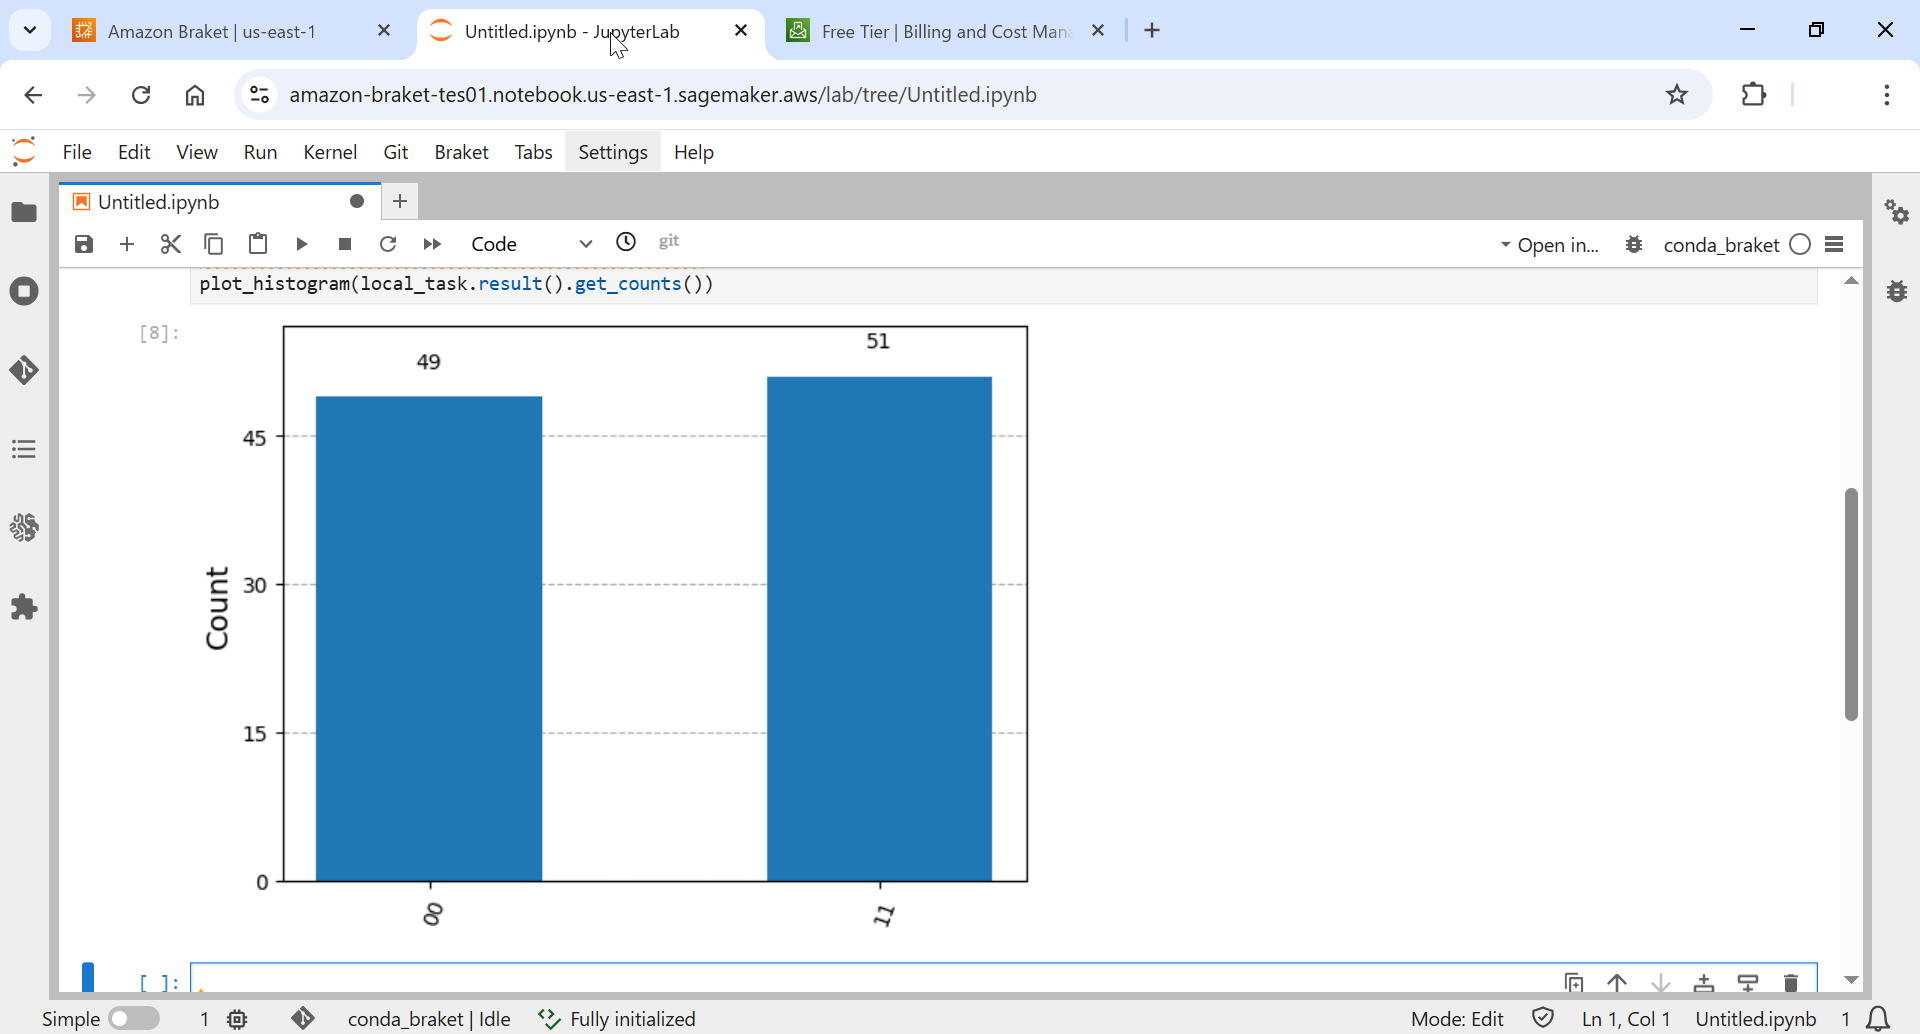 Amazon Braket | us-east-1
Untitled.ipynb - JupyterLab
Free Tier | Billing and Cost Mana
amazon-braket-tes01.notebook.us-east-1.sagemaker.aws/lab/tree/Untitled.ipynb
File Edit View Run Kernel Git Braket Tabs Settings Help
Untitled.ipynb
Code git Open in... conda_braket
plot_histogram(local_task.result().get_counts())
[8]:
51
49
45
Count
30
15
0
00 11
[ ]:
Simple 1 conda_braket | Idle Fully initialized Mode: Edit Ln 1, Col 1 Untitled.ipynb 1